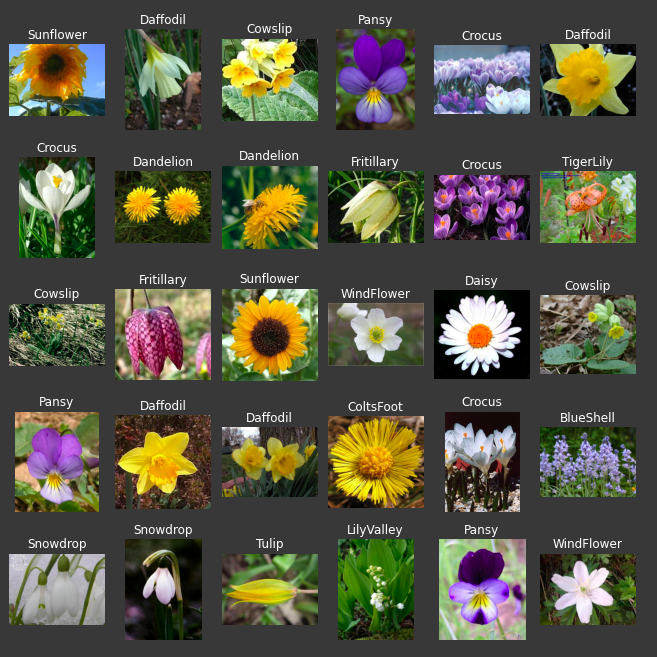 Sunflower
Daffodil
Cowslip
Pansy
Crocus
Daffodil
Crocus
Dandelion
Dandelion
Fritillary
Crocus
TigerLily
Cowslip
Fritillary
Sunflower
WindFlower
Daisy
Cowslip
Pansy
Daffodil
Daffodil
ColtsFoot
Crocus
BlueShell
Snowdrop
Snowdrop
Tulip
LilyValley
Pansy
WindFlower